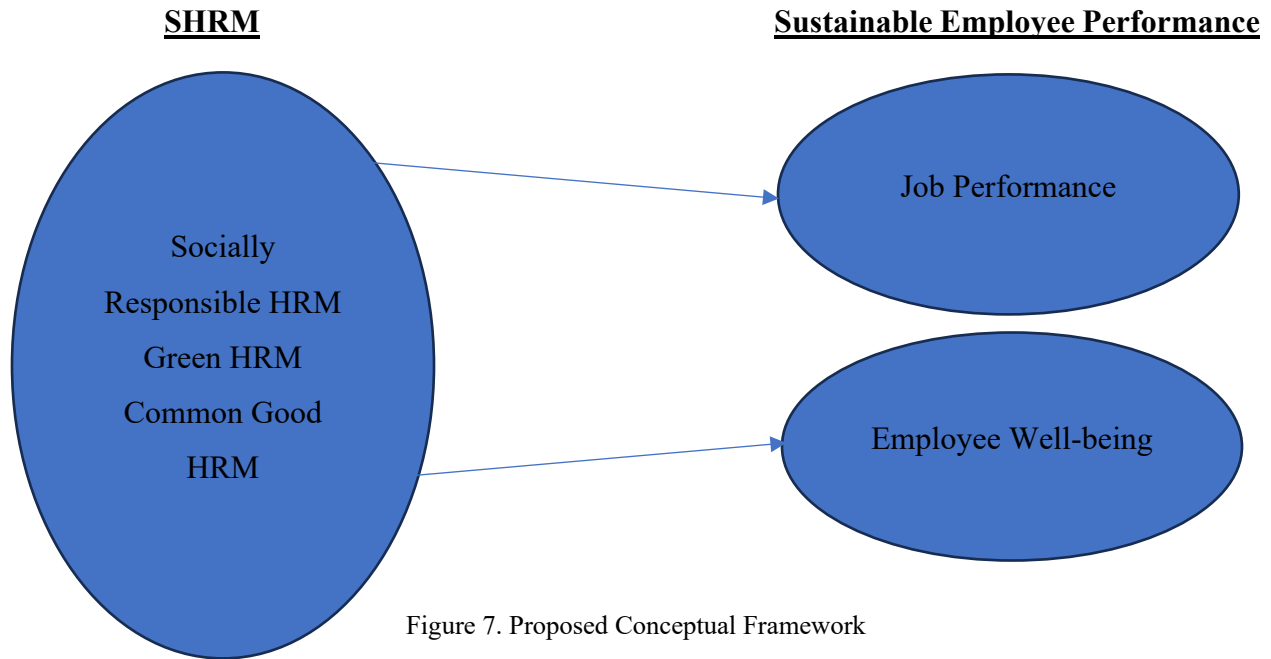 SHRM
Sustainable Employee Performance
Socially
Responsible HRM
Green HRM
Common Good
HRM
Job Performance
Employee Well-being
Figure 7. Proposed Conceptual Framework